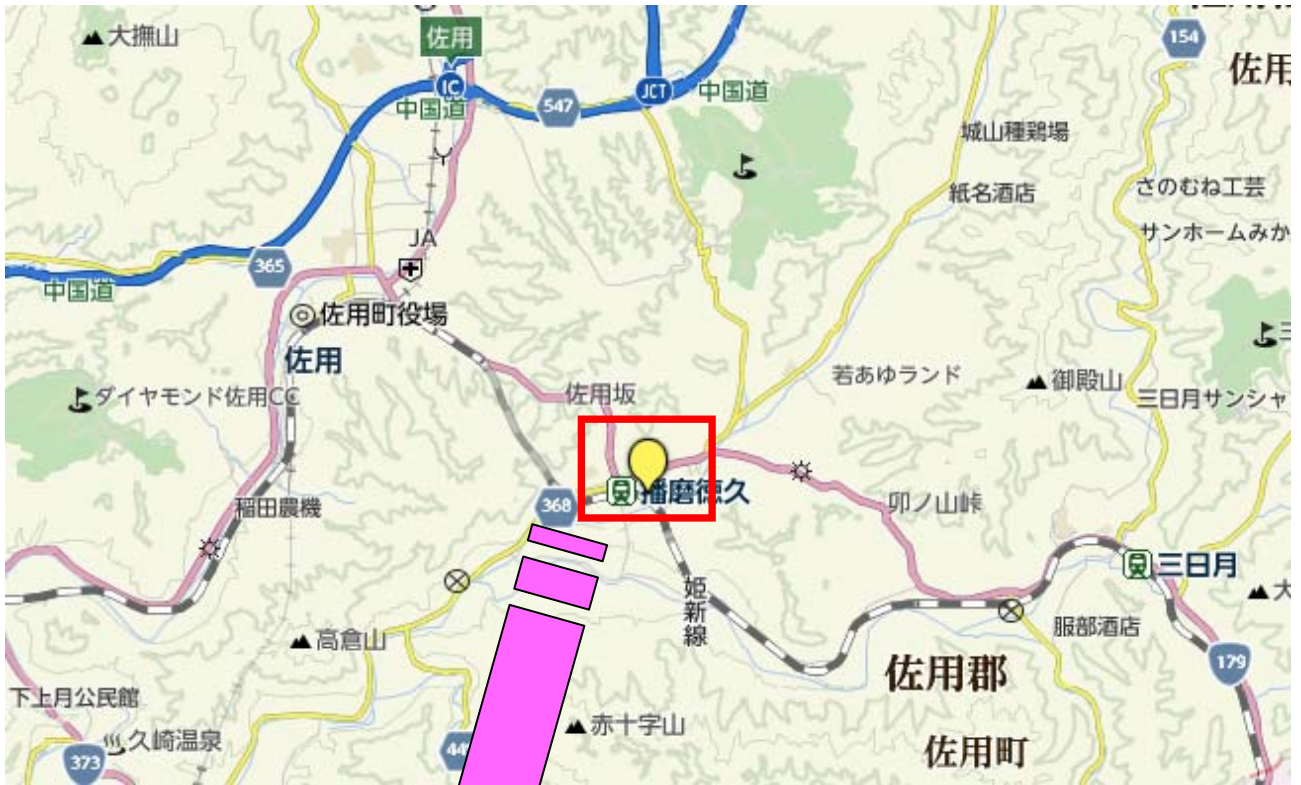 佐用
154
大撫山
佐用
IC
JCT
中国道
中国道
547
城山種鶏場
さのむね工芸
紙名酒店
サンホームみか
JA
365
中国道
佐用町役場
佐用
若あゆランド
御殿山
佐用坂
ダイヤモンド佐用CC
三日月サンシャ
播磨徳久
稲田農機
368
卯ノ山峠
三日月
姫新線
服部酒店
高倉山
佐用郡
179
下上月公民館
赤十字山
久崎温泉
佐用町
373